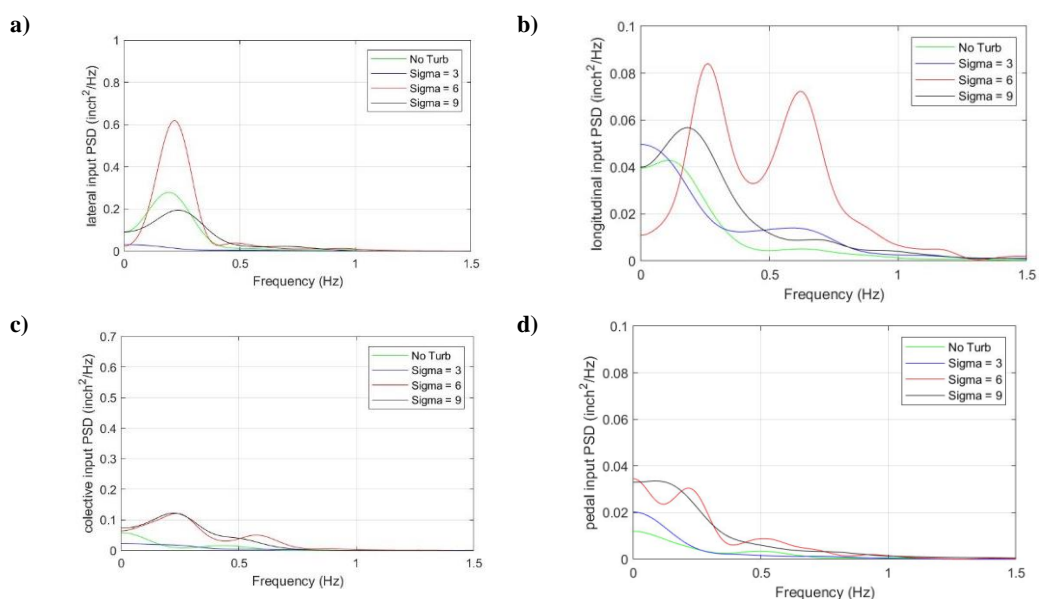 a)
1
0.8
0.6
0.4
0.2
0
lateral input PSD (inch²/Hz)
No Turb
Sigma = 3
Sigma = 6
Sigma = 9
0
0.5
1
1.5
Frequency (Hz)
b)
0.1
0.08
0.06
0.04
0.02
0
longitudinal input PSD (inch²/Hz)
No Turb
Sigma = 3
Sigma = 6
Sigma = 9
0
0.5
1
1.5
Frequency (Hz)
c)
0.7
0.6
0.5
0.4
0.3
0.2
0.1
0
colective input PSD (inch²/Hz)
No Turb
Sigma = 3
Sigma = 6
Sigma = 9
0
0.5
1
1.5
Frequency (Hz)
d)
0.1
0.08
0.06
0.04
0.02
0
pedal input PSD (inch²/Hz)
No Turb
Sigma = 3
Sigma = 6
Sigma = 9
0
0.5
1
1.5
Frequency (Hz)